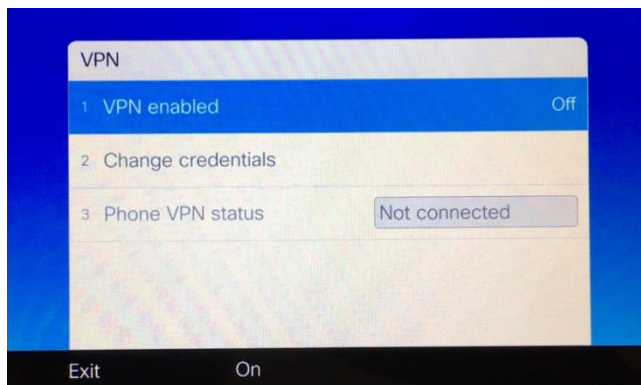 VPN
1 VPN enabled Off
2 Change credentials
3 Phone VPN status Not connected
Exit On